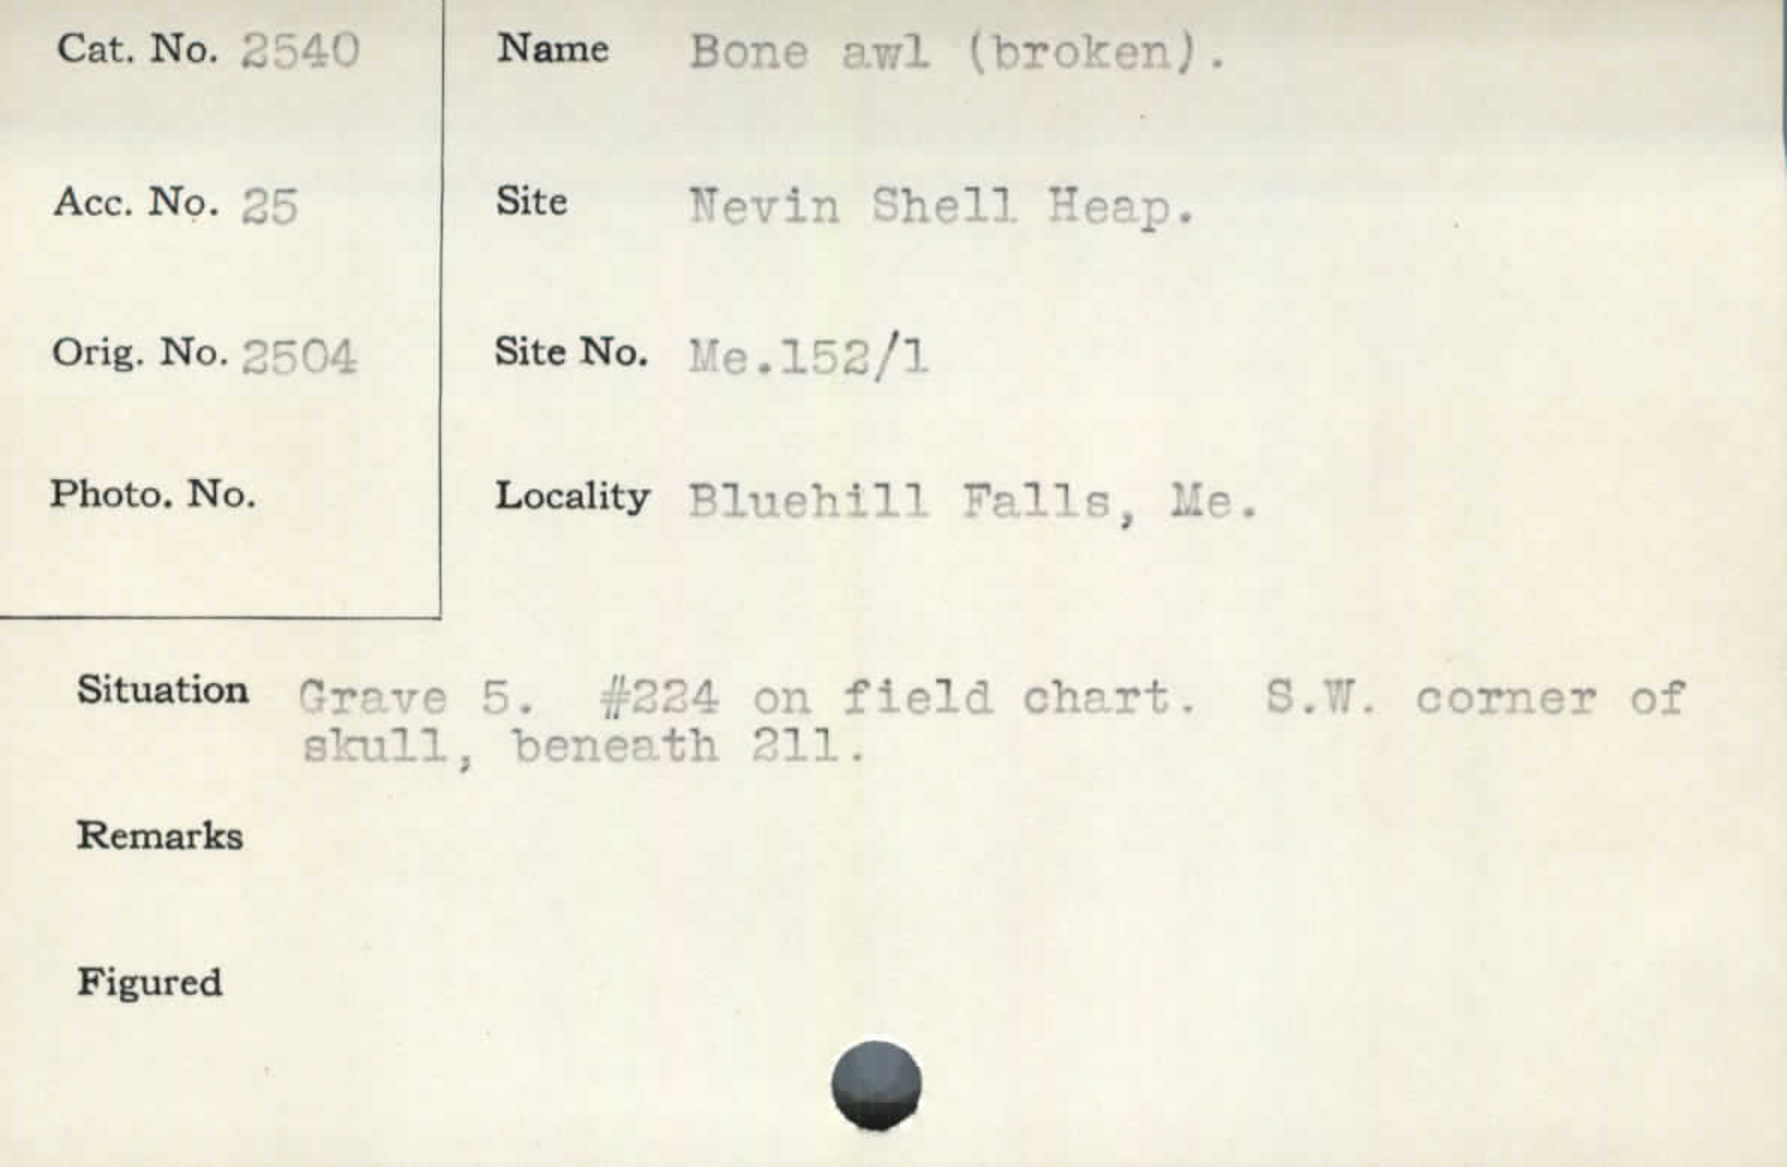 Cat. No. 2540
Name Bone awl (broken).
Acc. No. 25
Site Nevin Shell Heap.
Orig. No. 2504
Site No. Me.152/1
Photo. No.
Locality Bluehill Falls, Me.
Situation Grave 5. #224 on field chart. S.W. corner of
skull, beneath 211.
Remarks
Figured